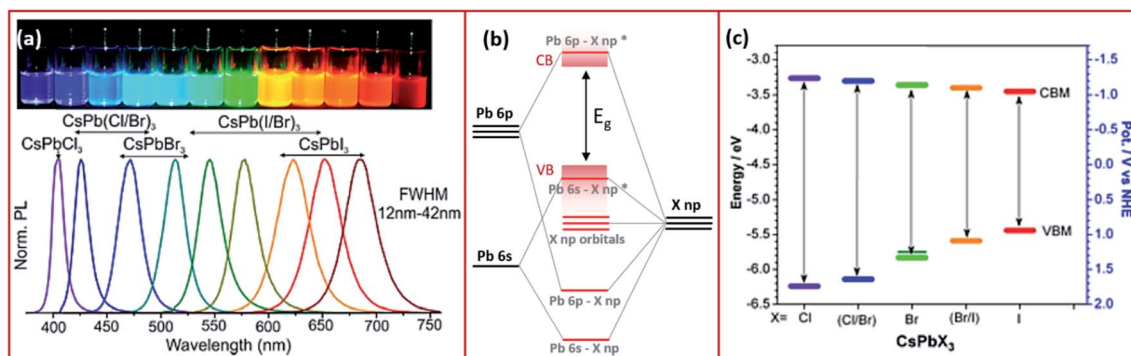 (a)
CsPb(Cl/Br)₃
CsPb(I/Br)₃
CsPbCl₃
CsPbBr₃
CsPbI₃
FWHM
12nm-42nm
Norm. PL
400 450 500 550 600 650 700 750
Wavelength (nm)
(b)
Pb 6p - X np *
CB
Pb 6p
E_g
VB
Pb 6s - X np *
X np
X np orbitals
Pb 6s
Pb 6p - X np
Pb 6s - X np
(c)
-3.0
-3.5
-4.0
-4.5
-5.0
-5.5
-6.0
-6.5
Energy / eV
CBM
VBM
-1.5
-1.0
-0.5
0.0
0.5
1.0
1.5
2.0
Pot. / V vs NHE
X= Cl (Cl/Br) Br (Br/I) I
CsPbX₃